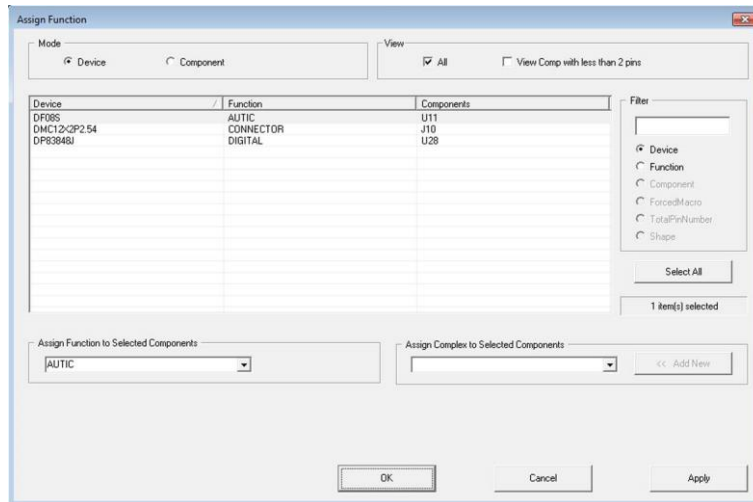 Assign Function
Mode
Device
Component
View
All
View Comp with less than 2 pins
Device / Function Components
DF08S AUTIC U11
DMC12X2P2.54 CONNECTOR J10
DP83848J DIGITAL U28
Filter
Device
Function
Component
ForcedMacro
TotalPinNumber
Shape
Select All
1 item(s) selected
Assign Function to Selected Components
AUTIC
Assign Complex to Selected Components
<< Add New
OK
Cancel
Apply